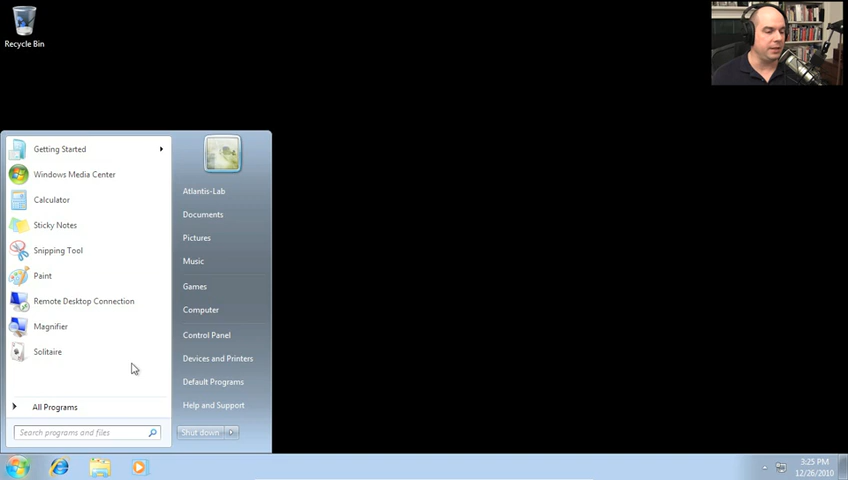 Recycle Bin
Getting Started
Windows Media Center
Calculator
Sticky Notes
Snipping Tool
Paint
Remote Desktop Connection
Magnifier
Solitaire
All Programs
Search programs and files
Atlantis-Lab
Documents
Pictures
Music
Games
Computer
Control Panel
Devices and Printers
Default Programs
Help and Support
Shut down
3:25 PM
12/26/2010